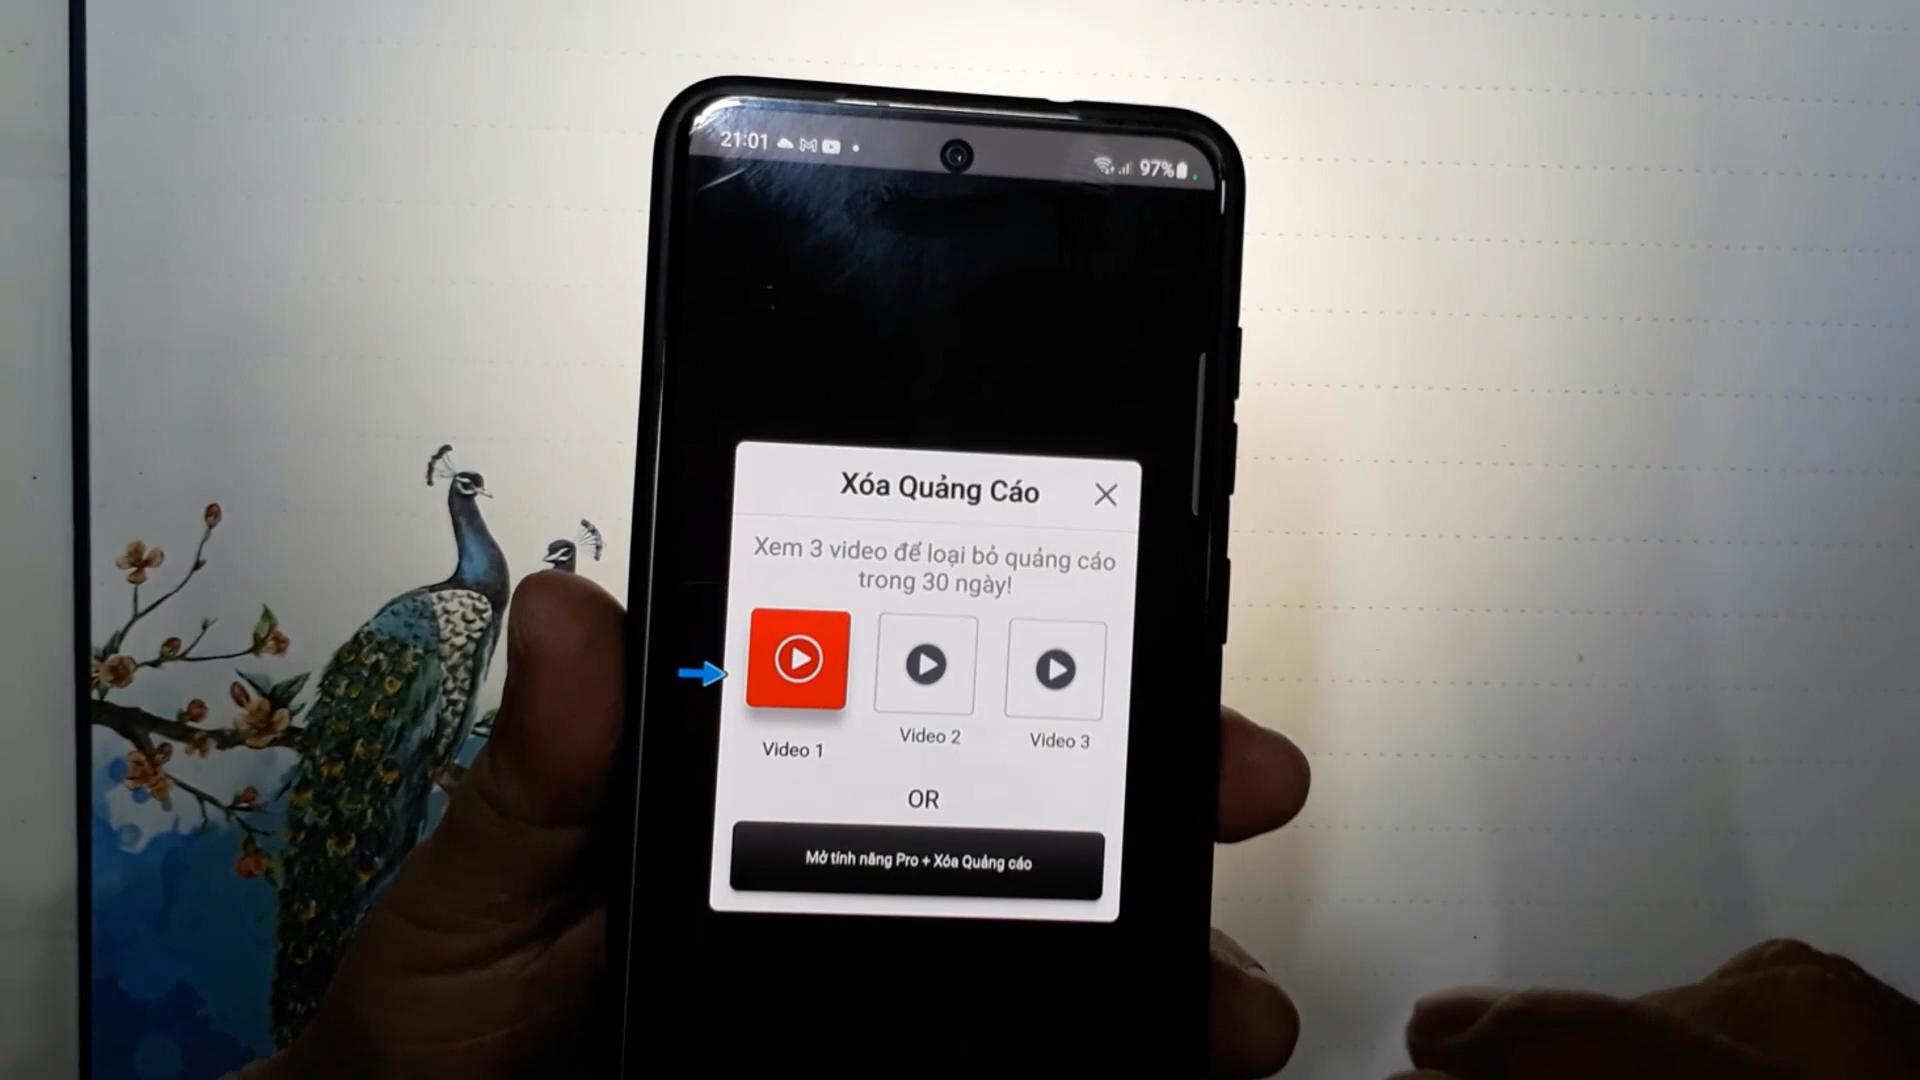 21:01
97%
Xóa Quảng Cáo
Xem 3 video để loại bỏ quảng cáo
trong 30 ngày!
Video 1
Video 2
Video 3
OR
Mở tính năng Pro + Xóa Quảng cáo